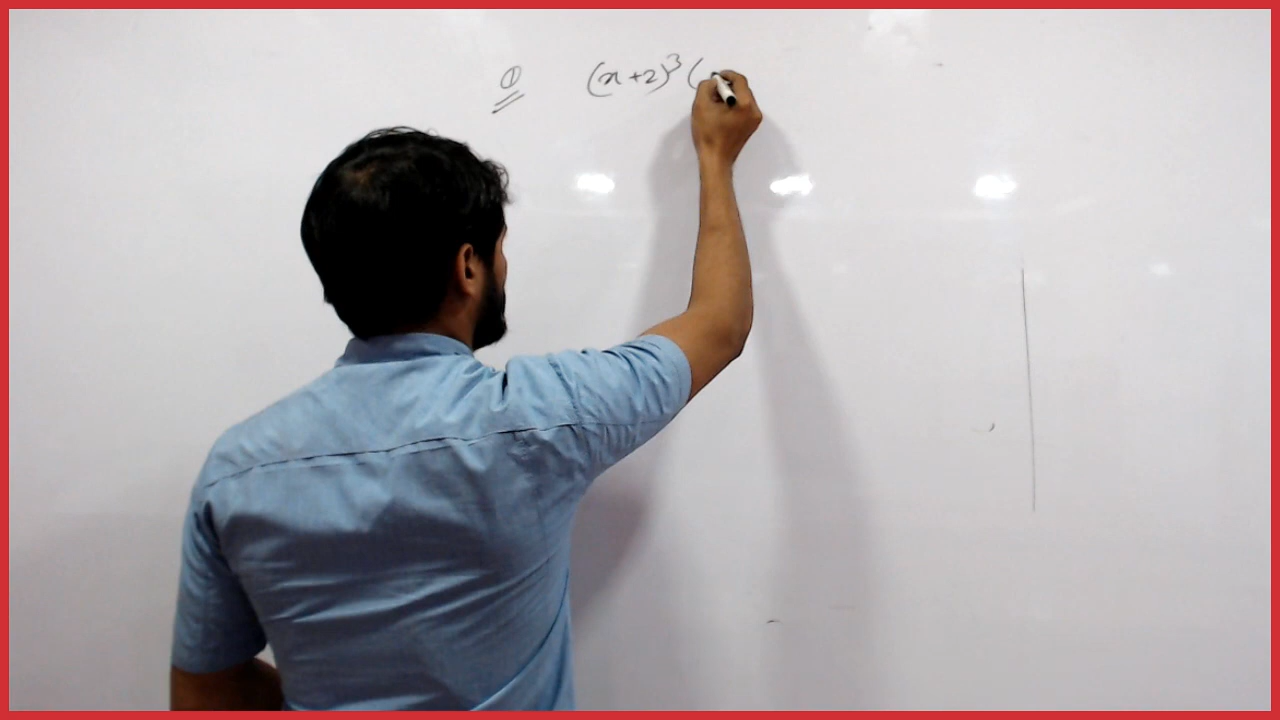 ① (x+2)³ (